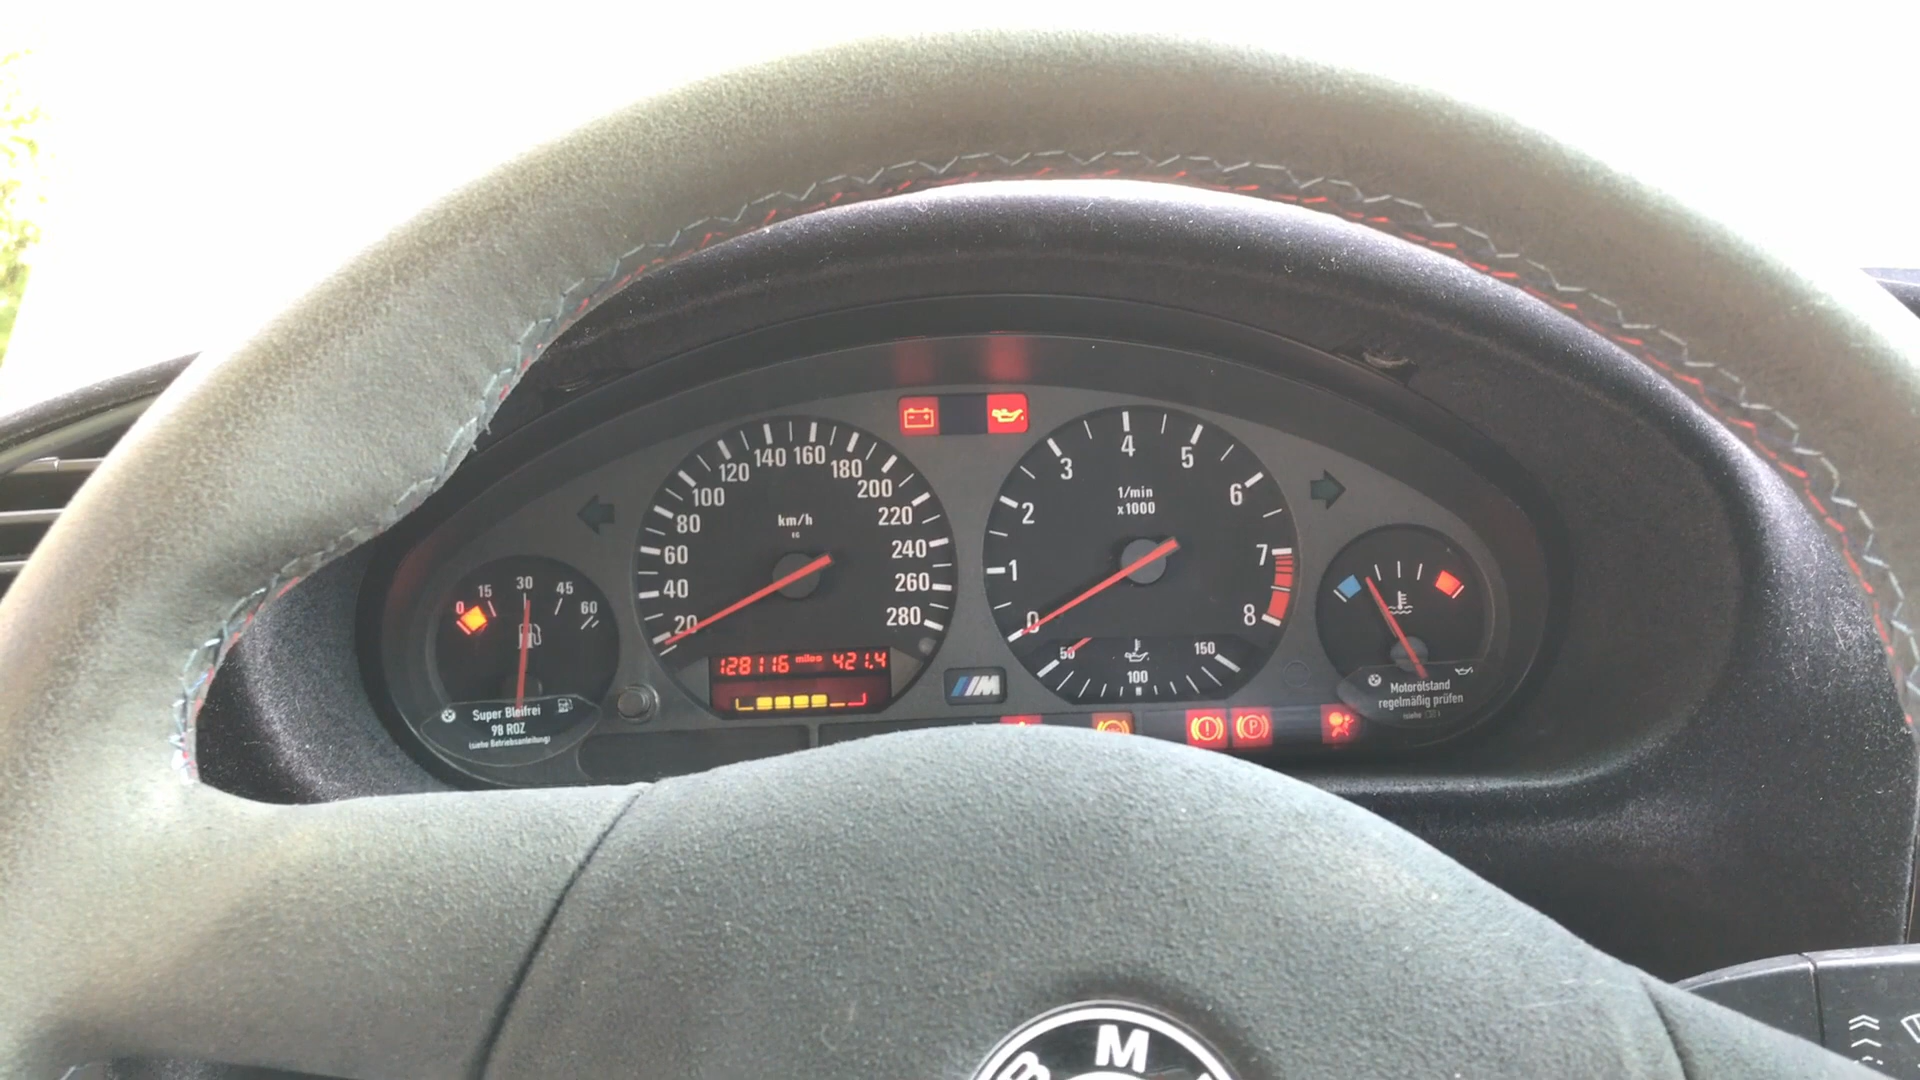 0 15 30 45 60
Super Bleifrei
98 ROZ
(siehe Betriebsanleitung)
20 40 60 80 100 120 140 160 180 200 220 240 260 280
km/h
128116 miles 421.4
M
0 1 2 3 4 5 6 7 8
1/min
x1000
50 100 150
P
Motorölstand
regelmäßig prüfen
(siehe
B M